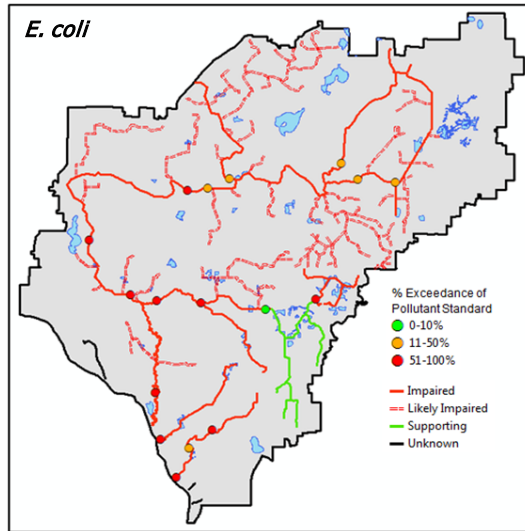 E. coli
% Exceedance of
Pollutant Standard
0-10%
11-50%
51-100%
Impaired
Likely Impaired
Supporting
Unknown